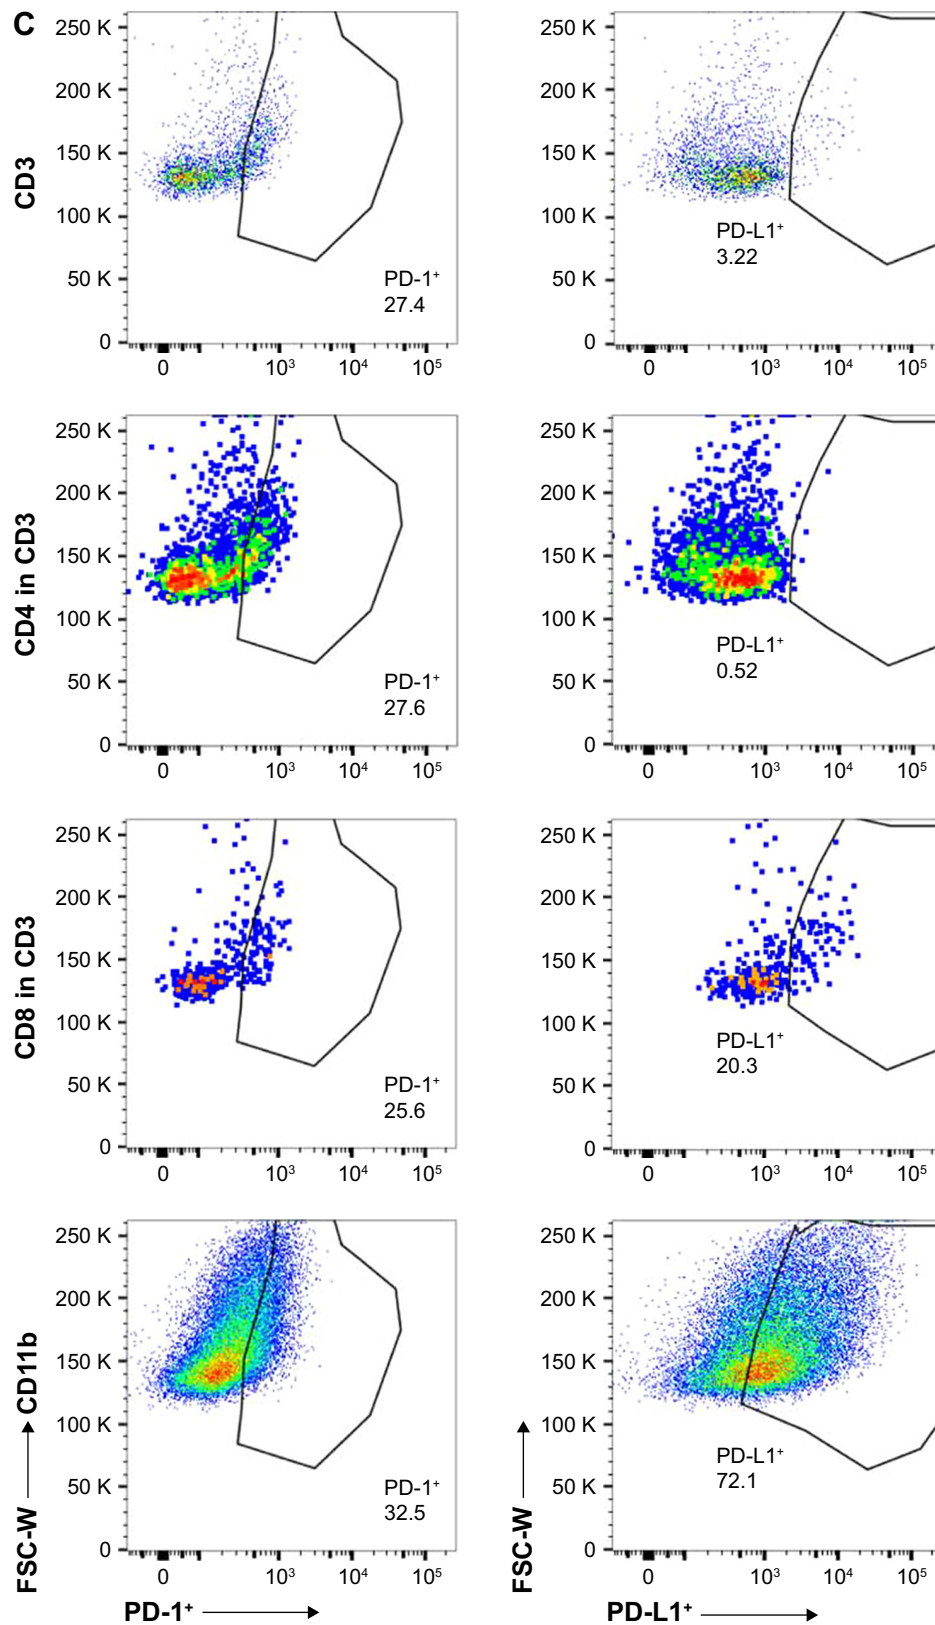 C
CD3
250 K
200 K
150 K
100 K
50 K
0
PD-1⁺
27.4
0 10³ 10⁴ 10⁵
250 K
200 K
150 K
100 K
50 K
0
PD-L1⁺
3.22
0 10³ 10⁴ 10⁵
CD4 in CD3
250 K
200 K
150 K
100 K
50 K
0
PD-1⁺
27.6
0 10³ 10⁴ 10⁵
250 K
200 K
150 K
100 K
50 K
0
PD-L1⁺
0.52
0 10³ 10⁴ 10⁵
CD8 in CD3
250 K
200 K
150 K
100 K
50 K
0
PD-1⁺
25.6
0 10³ 10⁴ 10⁵
250 K
200 K
150 K
100 K
50 K
0
PD-L1⁺
20.3
0 10³ 10⁴ 10⁵
FSC-W CD11b
250 K
200 K
150 K
100 K
50 K
0
PD-1⁺
32.5
0 10³ 10⁴ 10⁵
PD-1⁺
FSC-W
250 K
200 K
150 K
100 K
50 K
0
PD-L1⁺
72.1
0 10³ 10⁴ 10⁵
PD-L1⁺